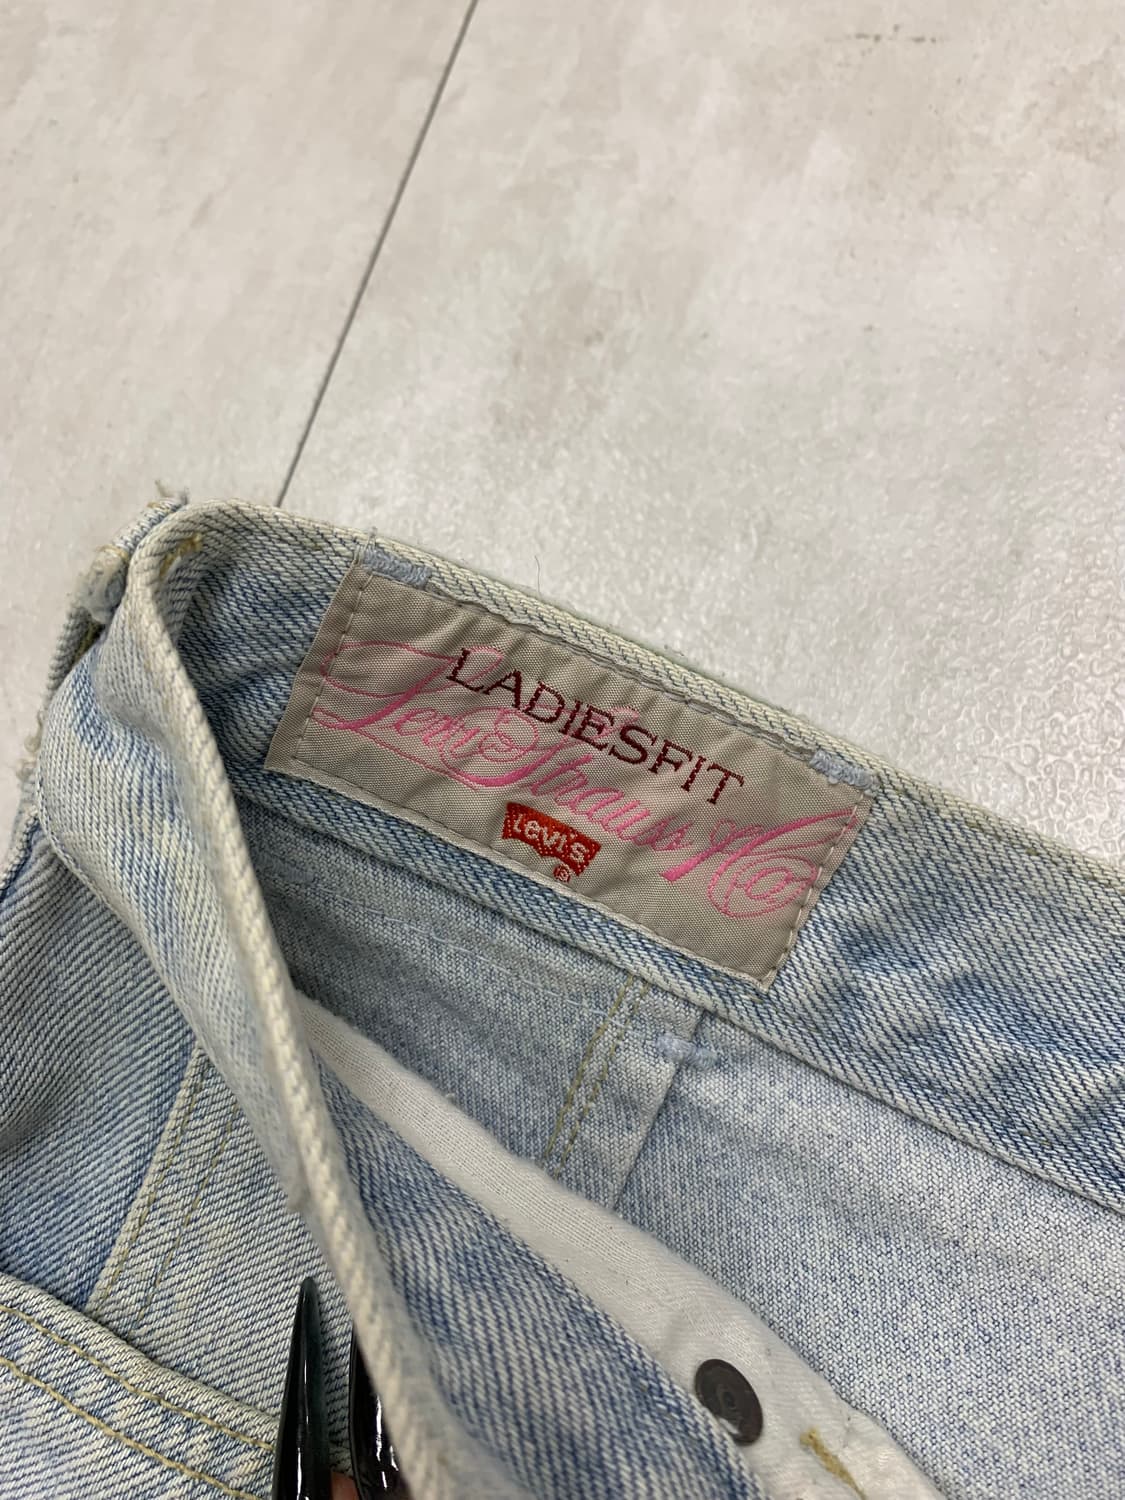 LADIESFIT
Levi Strauss & Co
Levi's
®